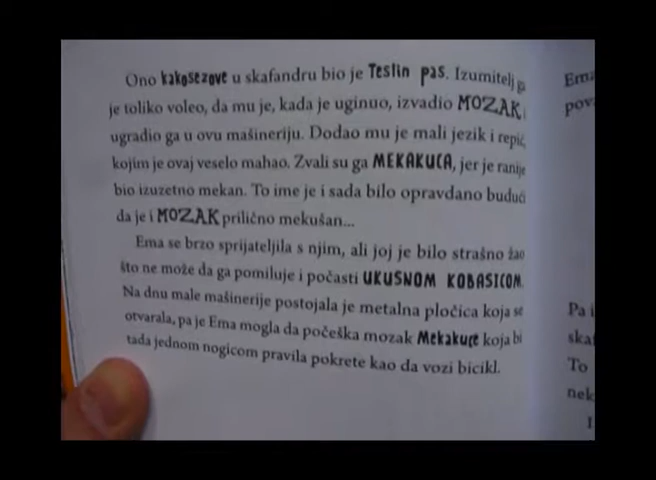 Ono kakosezove u skafandru bio je Teslin pas. Izumitelj ga
je toliko voleo, da mu je, kada je uginuo, izvadio MOZAK i
ugradio ga u ovu mašineriju. Dodao mu je mali jezik i repić,
kojim je ovaj veselo mahao. Zvali su ga MEKAKUCA, jer je ranije
bio izuzetno mekan. To ime je i sada bilo opravdano budući
da je i MOZAK prilično mekušan...
Ema se brzo sprijateljila s njim, ali joj je bilo strašno žao
što ne može da ga pomiluje i počasti UKUSNOM KOBASICOM.
Na dnu male mašinerije postojala je metalna pločica koja se
otvarala, pa je Ema mogla da počeška mozak Mekakuce koja bi
tada jednom nogicom pravila pokrete kao da vozi bicikl.
Ema
pova
Pa i
skaf
To
nek
I